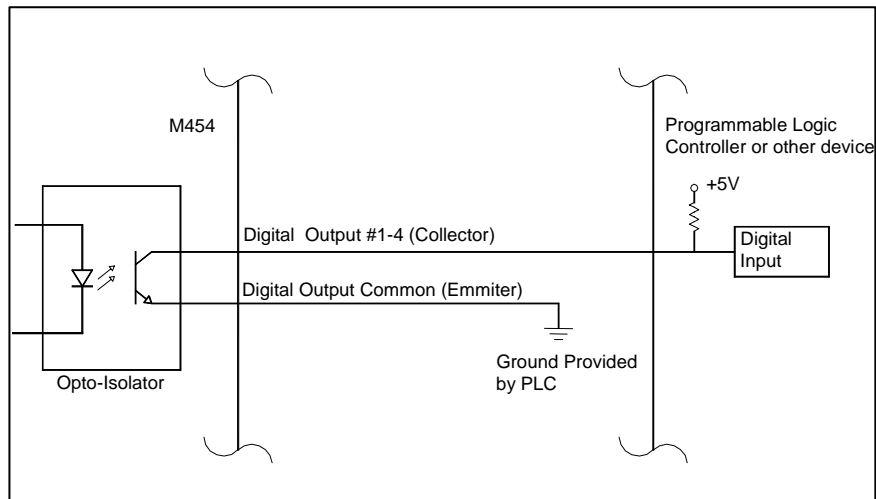 M454
Programmable Logic
Controller or other device
+5V
Digital Output #1-4 (Collector)
Digital
Input
Digital Output Common (Emmiter)
Ground Provided
by PLC
Opto-Isolator